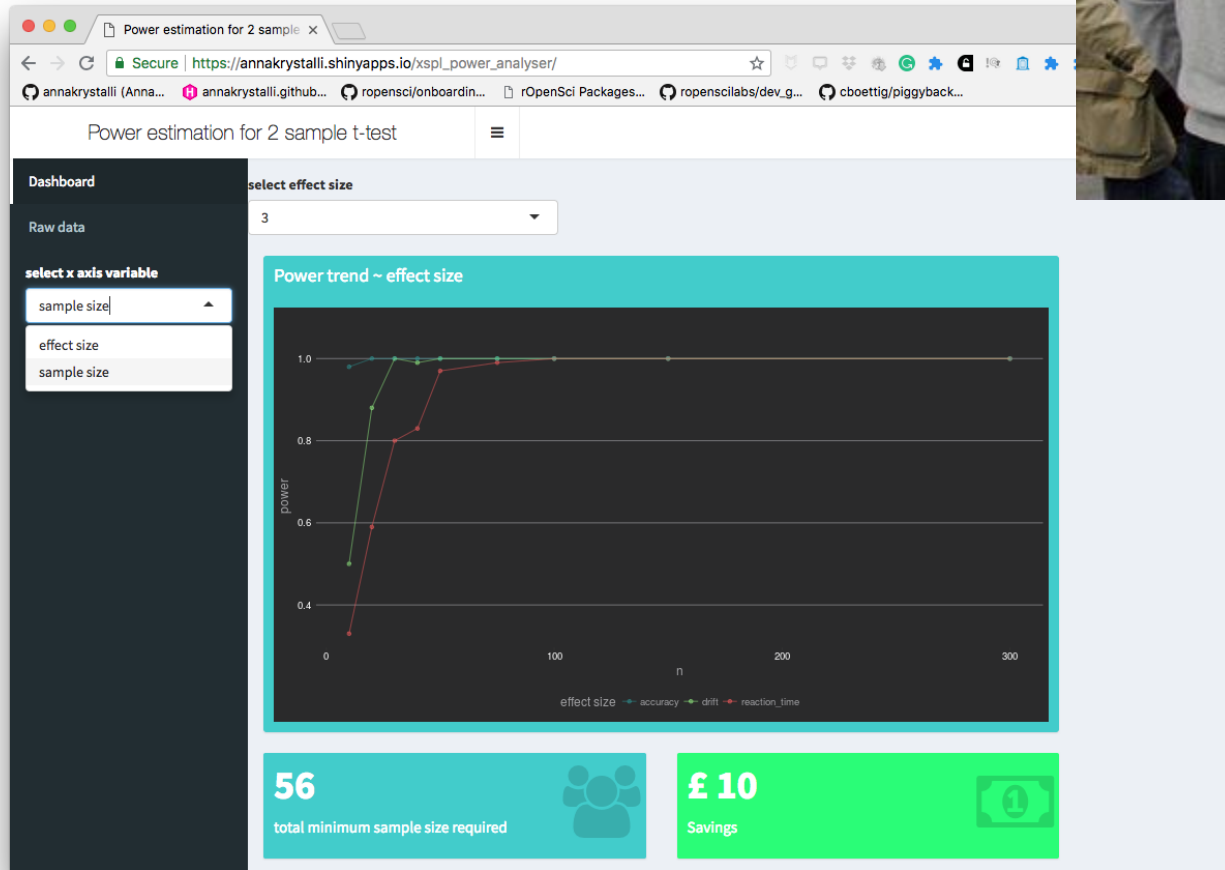 Power estimation for 2 sample
Secure | https://annakrystalli.shinyapps.io/xspl_power_analyser/
annakrystalli (Anna...
annakrystalli.github...
ropensci/onboardin...
rOpenSci Packages...
ropenscilabs/dev_g...
cboettig/piggyback...
Power estimation for 2 sample t-test
Dashboard
Raw data
select x axis variable
sample size
effect size
sample size
select effect size
3
Power trend ~ effect size
1.0
0.8
0.6
0.4
power
0 100 200 300
n
effect size accuracy drift reaction_time
56
total minimum sample size required
£ 10
Savings
1